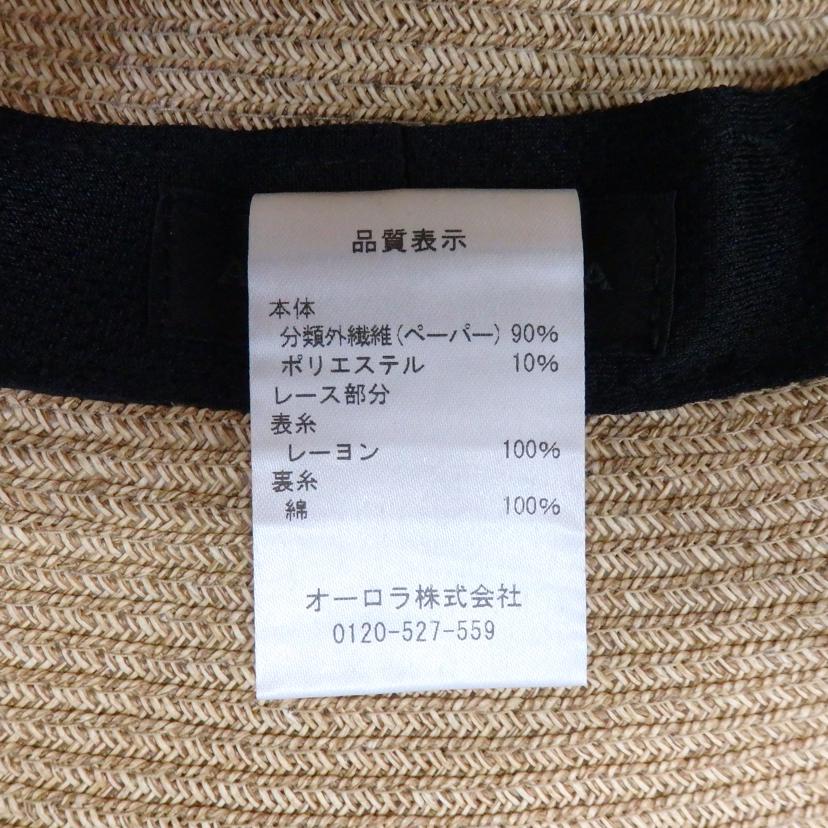 品質表示
本体
分類外繊維(ペーパー) 90%
ポリエステル 10%
レース部分
表糸
レーヨン 100%
裏糸
綿 100%
オーロラ株式会社
0120-527-559